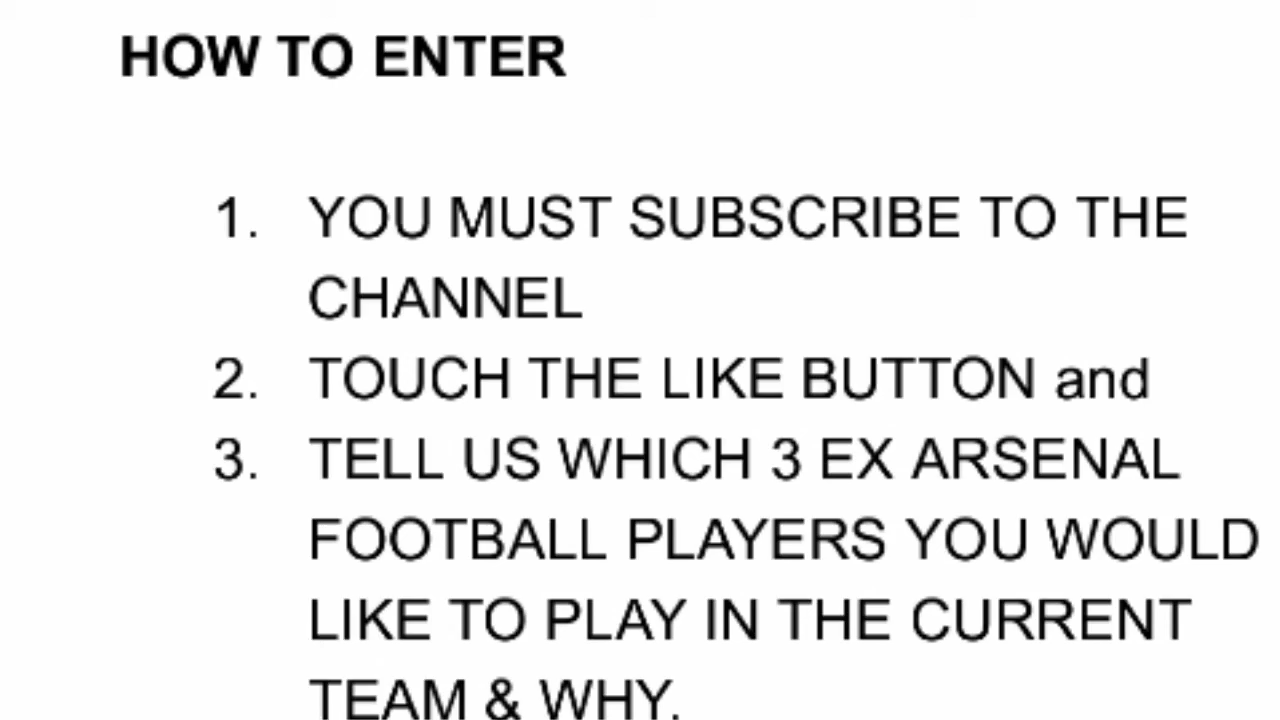 HOW TO ENTER
1. YOU MUST SUBSCRIBE TO THE
CHANNEL
2. TOUCH THE LIKE BUTTON and
3. TELL US WHICH 3 EX ARSENAL
FOOTBALL PLAYERS YOU WOULD
LIKE TO PLAY IN THE CURRENT
TEAM & WHY.